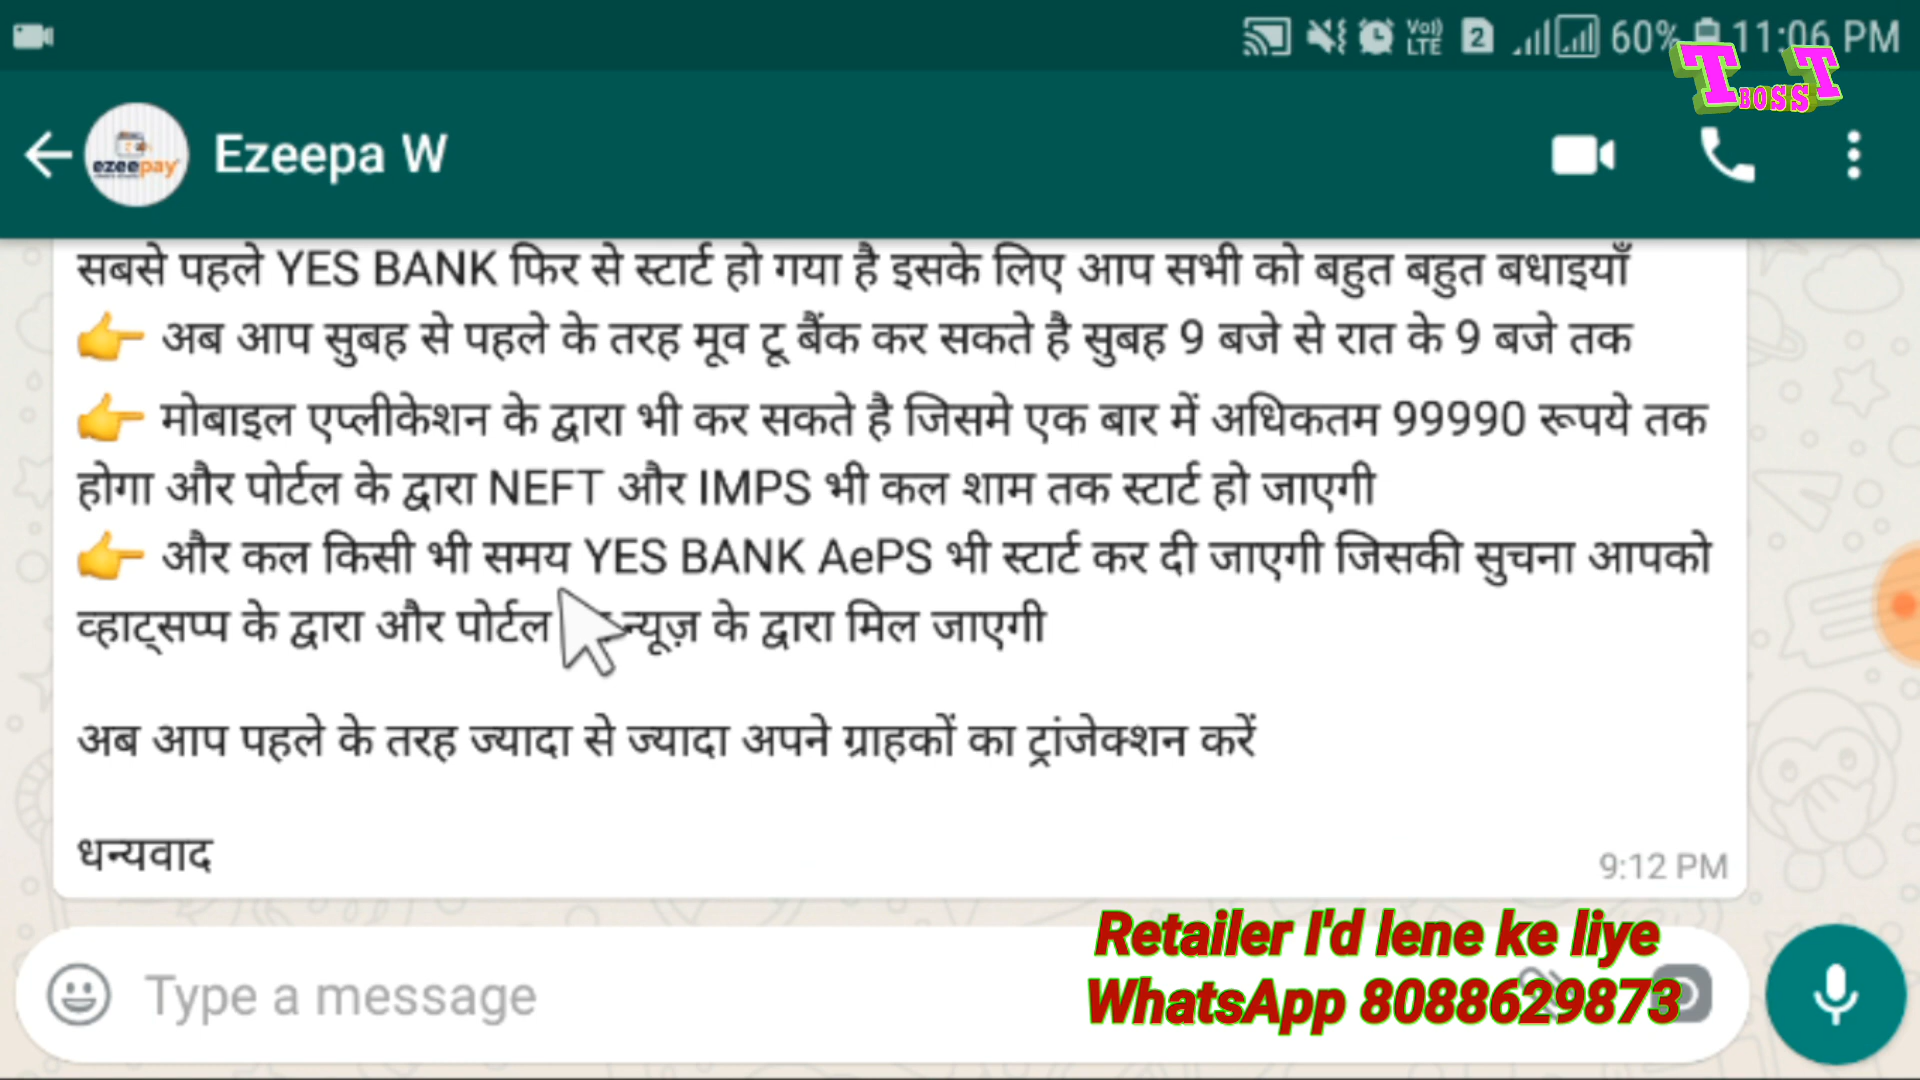 Vo) LTE 2 60% 11:06 PM
T BOSS T
ezeepay
Ezeepa W
सबसे पहले YES BANK फिर से स्टार्ट हो गया है इसके लिए आप सभी को बहुत बहुत बधाइयाँ
👉 अब आप सुबह से पहले के तरह मूव टू बैंक कर सकते है सुबह 9 बजे से रात के 9 बजे तक
👉 मोबाइल एप्लीकेशन के द्वारा भी कर सकते है जिसमे एक बार में अधिकतम 99990 रूपये तक
होगा और पोर्टल के द्वारा NEFT और IMPS भी कल शाम तक स्टार्ट हो जाएगी
👉 और कल किसी भी समय YES BANK AePS भी स्टार्ट कर दी जाएगी जिसकी सुचना आपको
व्हाट्सप्प के द्वारा और पोर्टल न्यूज़ के द्वारा मिल जाएगी
अब आप पहले के तरह ज्यादा से ज्यादा अपने ग्राहकों का ट्रांजेक्शन करें
धन्यवाद
9:12 PM
Retailer I'd lene ke liye
WhatsApp 8088629873
Type a message